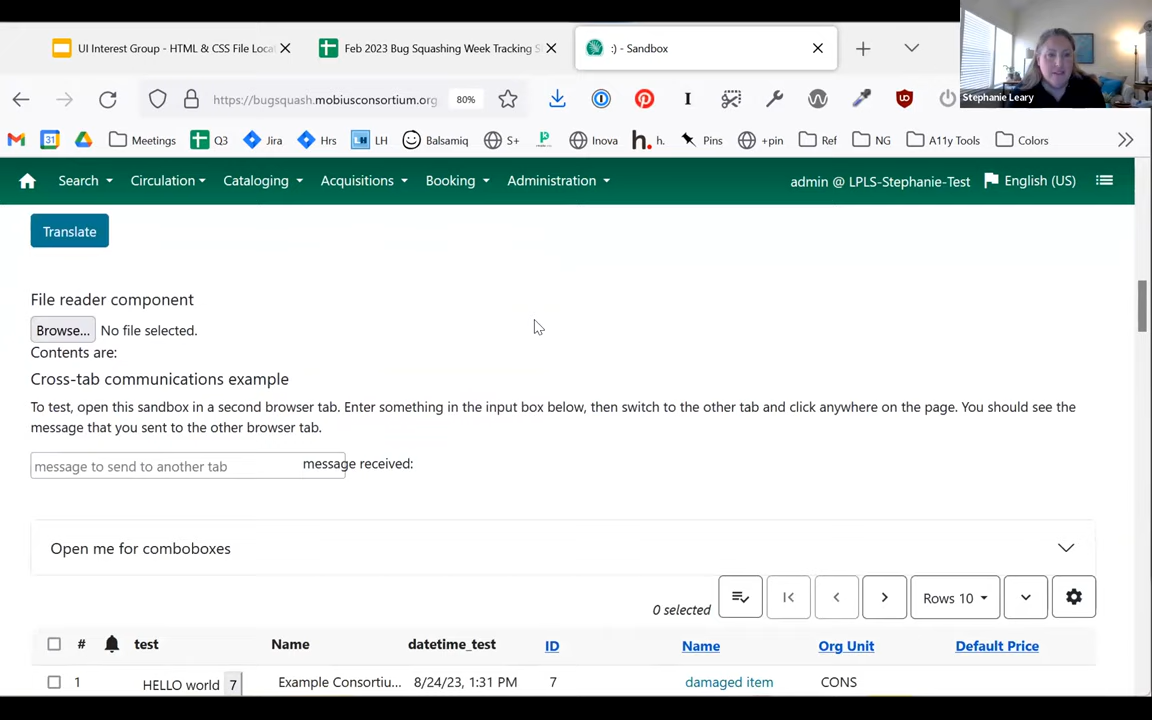 UI Interest Group - HTML & CSS File Loca
Feb 2023 Bug Squashing Week Tracking S
:) - Sandbox
https://bugsquash.mobiusconsortium.org
80%
Stephanie Leary
31
Meetings
Q3
Jira
Hrs
LH
Balsamiq
S+
Inova
h.
h.
Pins
+pin
Ref
NG
A11y Tools
Colors
Search
Circulation
Cataloging
Acquisitions
Booking
Administration
admin @ LPLS-Stephanie-Test
English (US)
Translate
File reader component
Browse... No file selected.
Contents are:
Cross-tab communications example
To test, open this sandbox in a second browser tab. Enter something in the input box below, then switch to the other tab and click anywhere on the page. You should see the
message that you sent to the other browser tab.
message to send to another tab
message received:
Open me for comboboxes
0 selected
Rows 10
# test Name datetime_test ID Name Org Unit Default Price
1 HELLO world 7 Example Consortiu... 8/24/23, 1:31 PM 7 damaged item CONS